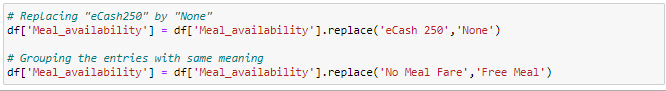 # Replacing "eCash250" by "None"
df['Meal_availability'] = df['Meal_availability'].replace('eCash 250','None')
# Grouping the entries with same meaning
df['Meal_availability'] = df['Meal_availability'].replace('No Meal Fare','Free Meal')